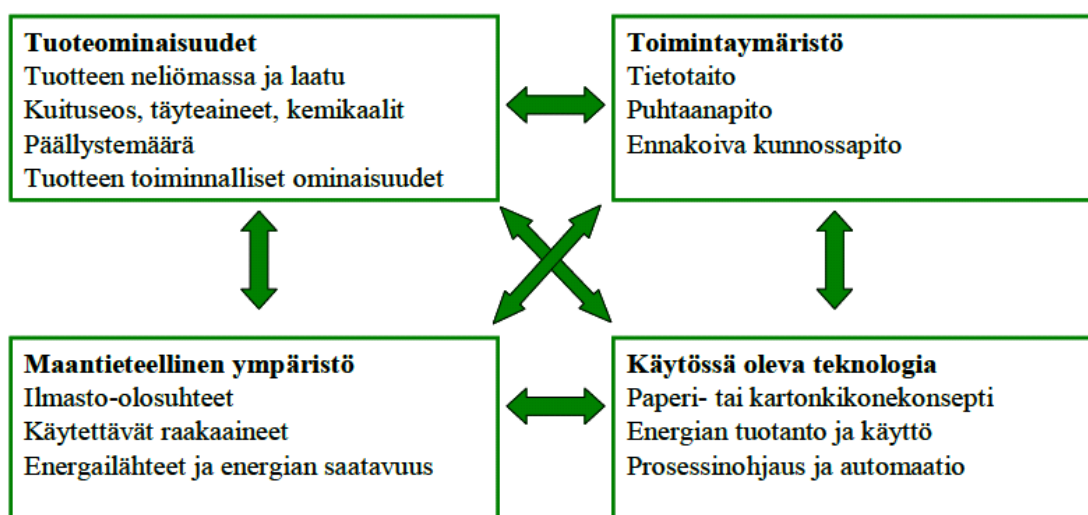 Tuoteominaisuudet
Tuotteen neliömassa ja laatu
Kuituseos, täyteaineet, kemikaalit
Päällystemäärä
Tuotteen toiminnalliset ominaisuudet
Toimintaymäristö
Tietotaito
Puhtaanapito
Ennakoiva kunnossapito
Maantieteellinen ympäristö
Ilmasto-olosuhteet
Käytettävät raakaaineet
Energailähteet ja energian saatavuus
Käytössä oleva teknologia
Paperi- tai kartonkikonekonsepti
Energian tuotanto ja käyttö
Prosessinohjaus ja automaatio